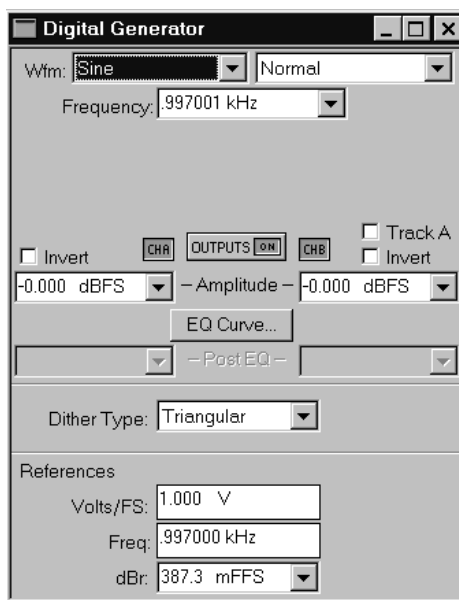 Digital Generator
Wfm: Sine Normal
Frequency: .997001 kHz
Track A
Invert CHA OUTPUTS ON CHB Invert
-0.000 dBFS – Amplitude – -0.000 dBFS
EQ Curve...
– Post EQ –
Dither Type: Triangular
References
Volts/FS: 1.000 V
Freq: .997000 kHz
dBr: 387.3 mFFS